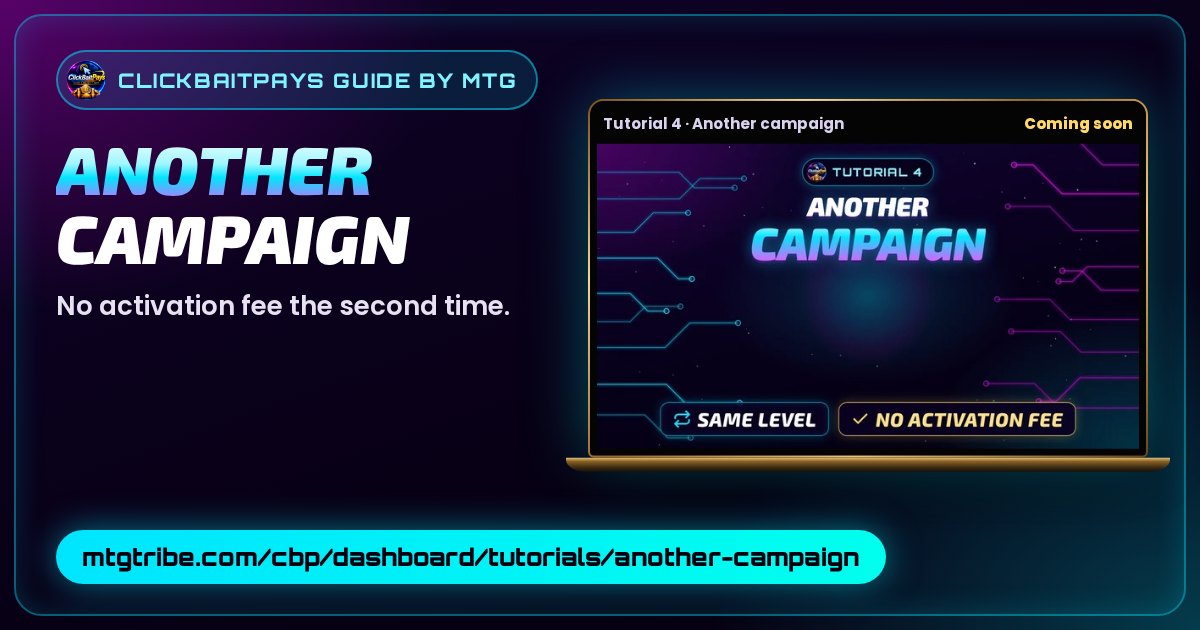 ClickBaitPays
CLICKBAITPAYS GUIDE BY MTG
ANOTHER
CAMPAIGN
No activation fee the second time.
Tutorial 4 · Another campaign
Coming soon
TUTORIAL 4
ANOTHER
CAMPAIGN
SAME LEVEL
NO ACTIVATION FEE
mtgtribe.com/cbp/dashboard/tutorials/another-campaign